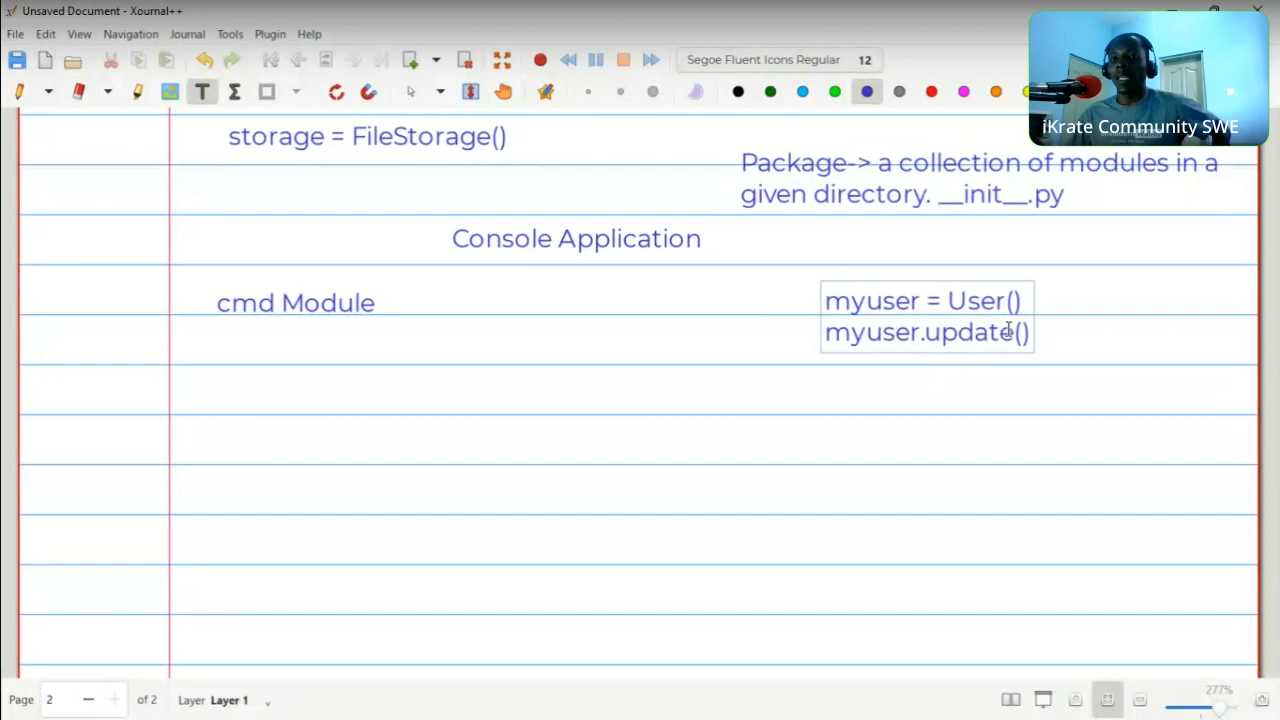 Unsaved Document - Xournal++
File Edit View Navigation Journal Tools Plugin Help
Segoe Fluent Icons Regular 12
iKrate Community SWE
storage = FileStorage()
Package-> a collection of modules in a
given directory. __init__.py
Console Application
cmd Module
myuser = User()
myuser.update()
Page 2 of 2 Layer Layer 1
277%